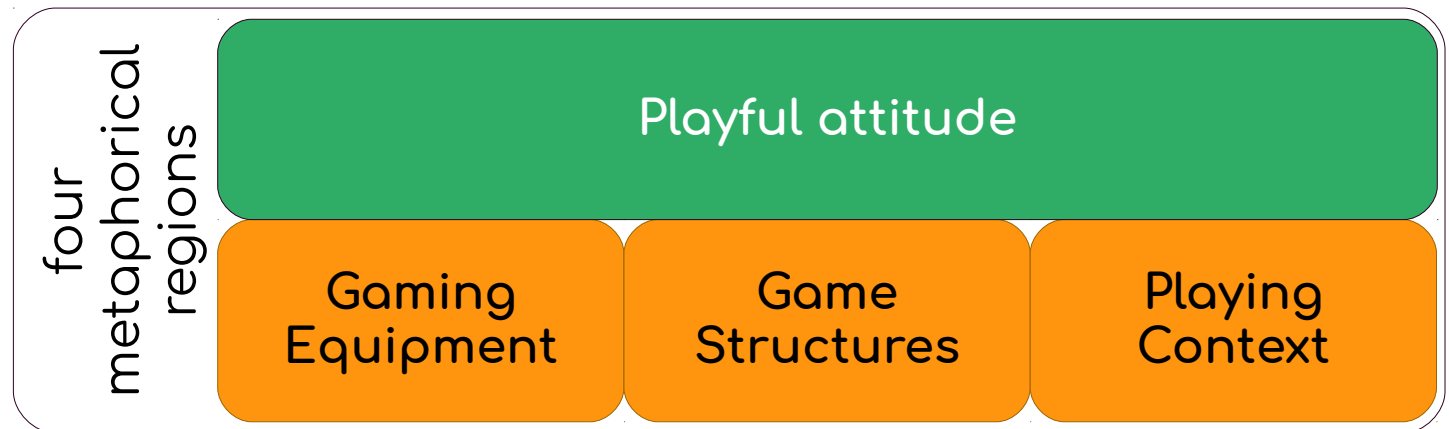 four
metaphorical
regions
Playful attitude
Gaming
Equipment
Game
Structures
Playing
Context